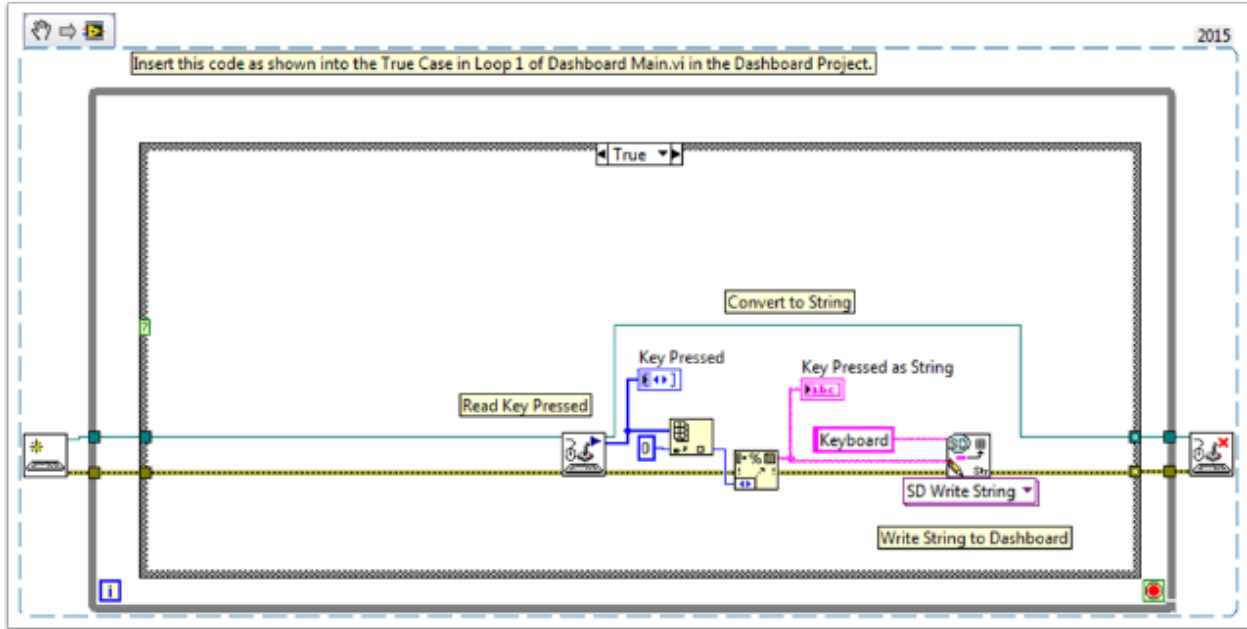 2015
Insert this code as shown into the True Case in Loop 1 of Dashboard Main.vi in the Dashboard Project.
True
?
Convert to String
Key Pressed
Key Pressed as String
abc
Read Key Pressed
Keyboard
0
%
SD
SD Write String
Write String to Dashboard
i